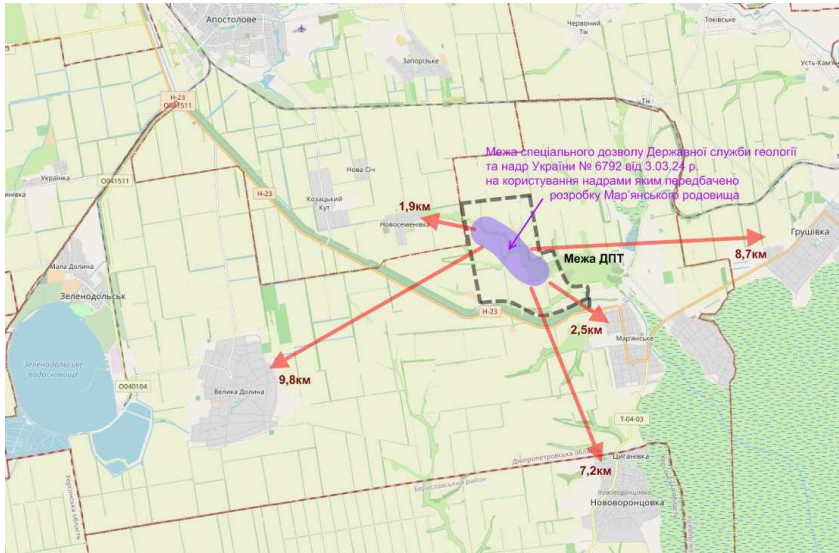 Апостолове
Червоний
Тік
Токівське
Усть-Кам'я
Запорізьке
Тік
Н-23
О041511
Межа спеціального дозволу Державної служби геології
та надр України № 6792 від 3.03.24 р.
на користування надрами яким передбачено
розробку Мар'янського родовища
Українка
О041511
Нова Січ
Н-23
Козацький
Кут
1,9км
Новосеменівка
Грушівка
8,7км
Межа ДПТ
Мала Долина
Зеленодольськ
Н-23
2,5км
Мар'янське
Зеленодольське
водосховище
О040104
9,8км
Велика Долина
Т-04-03
Дніпропетровська область
Циганівка
7,2км
Бериславський район
Херсонська область
Нововоронцовка
Нововоронцовка